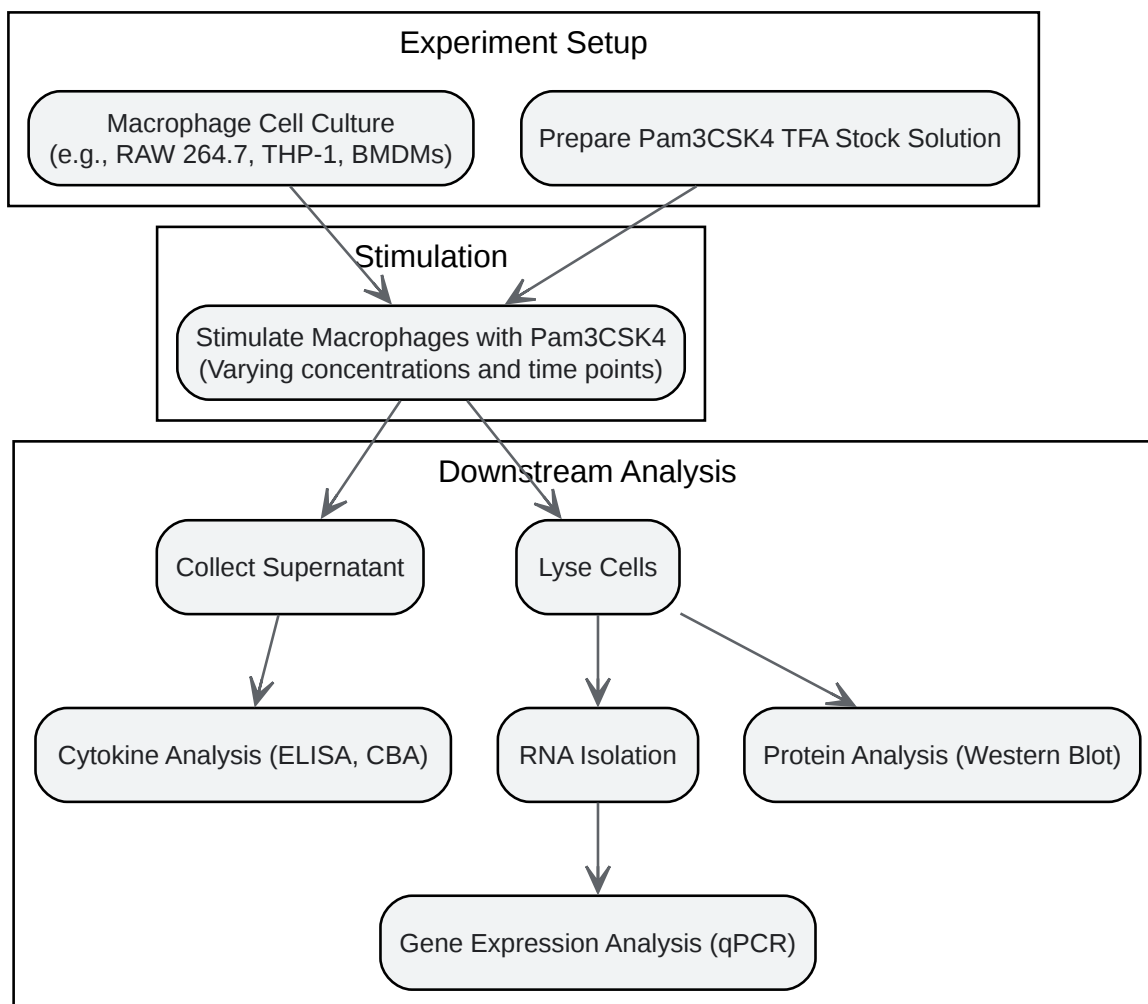 Experiment Setup
Macrophage Cell Culture
(e.g., RAW 264.7, THP-1, BMDMs)
Prepare Pam3CSK4 TFA Stock Solution
Stimulation
Stimulate Macrophages with Pam3CSK4
(Varying concentrations and time points)
Downstream Analysis
Collect Supernatant
Lyse Cells
Cytokine Analysis (ELISA, CBA)
RNA Isolation
Protein Analysis (Western Blot)
Gene Expression Analysis (qPCR)